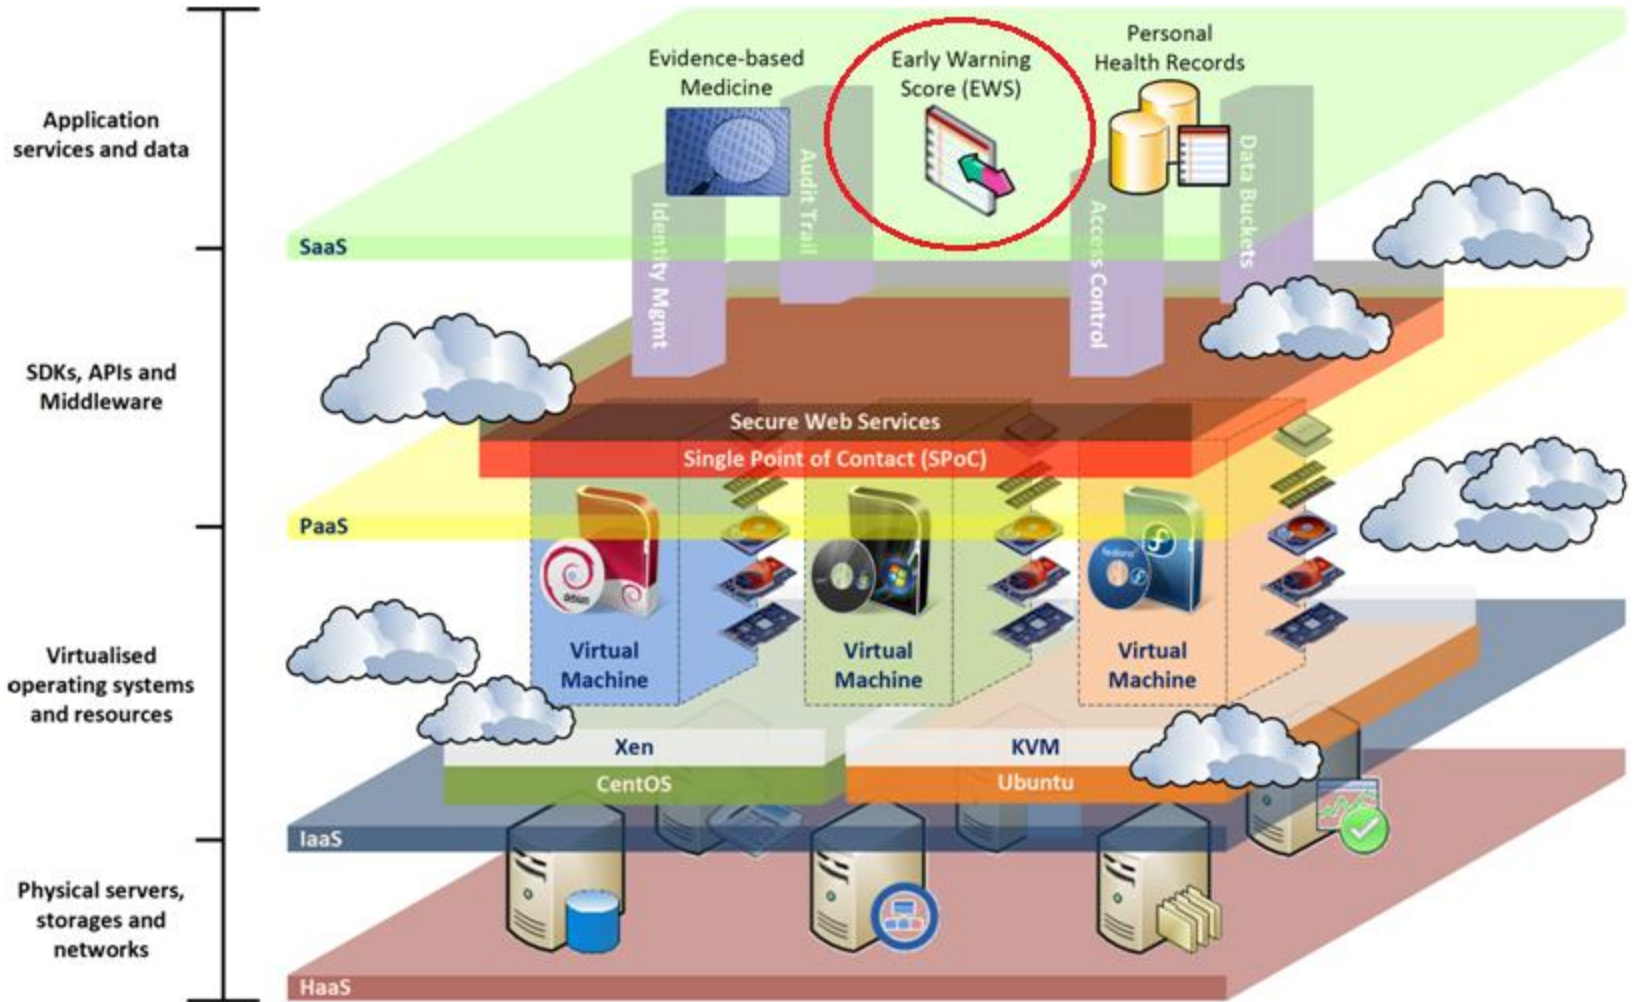 Application
services and data
SDKs, APIs and
Middleware
Virtualised
operating systems
and resources
Physical servers,
storages and
networks
Evidence-based
Medicine
Early Warning
Score (EWS)
Personal
Health Records
Identity Mgmt
Audit Trail
Access Control
Data Buckets
SaaS
Secure Web Services
Single Point of Contact (SPoC)
PaaS
debian
fedora
Virtual
Machine
Virtual
Machine
Virtual
Machine
Xen
CentOS
KVM
Ubuntu
IaaS
HaaS